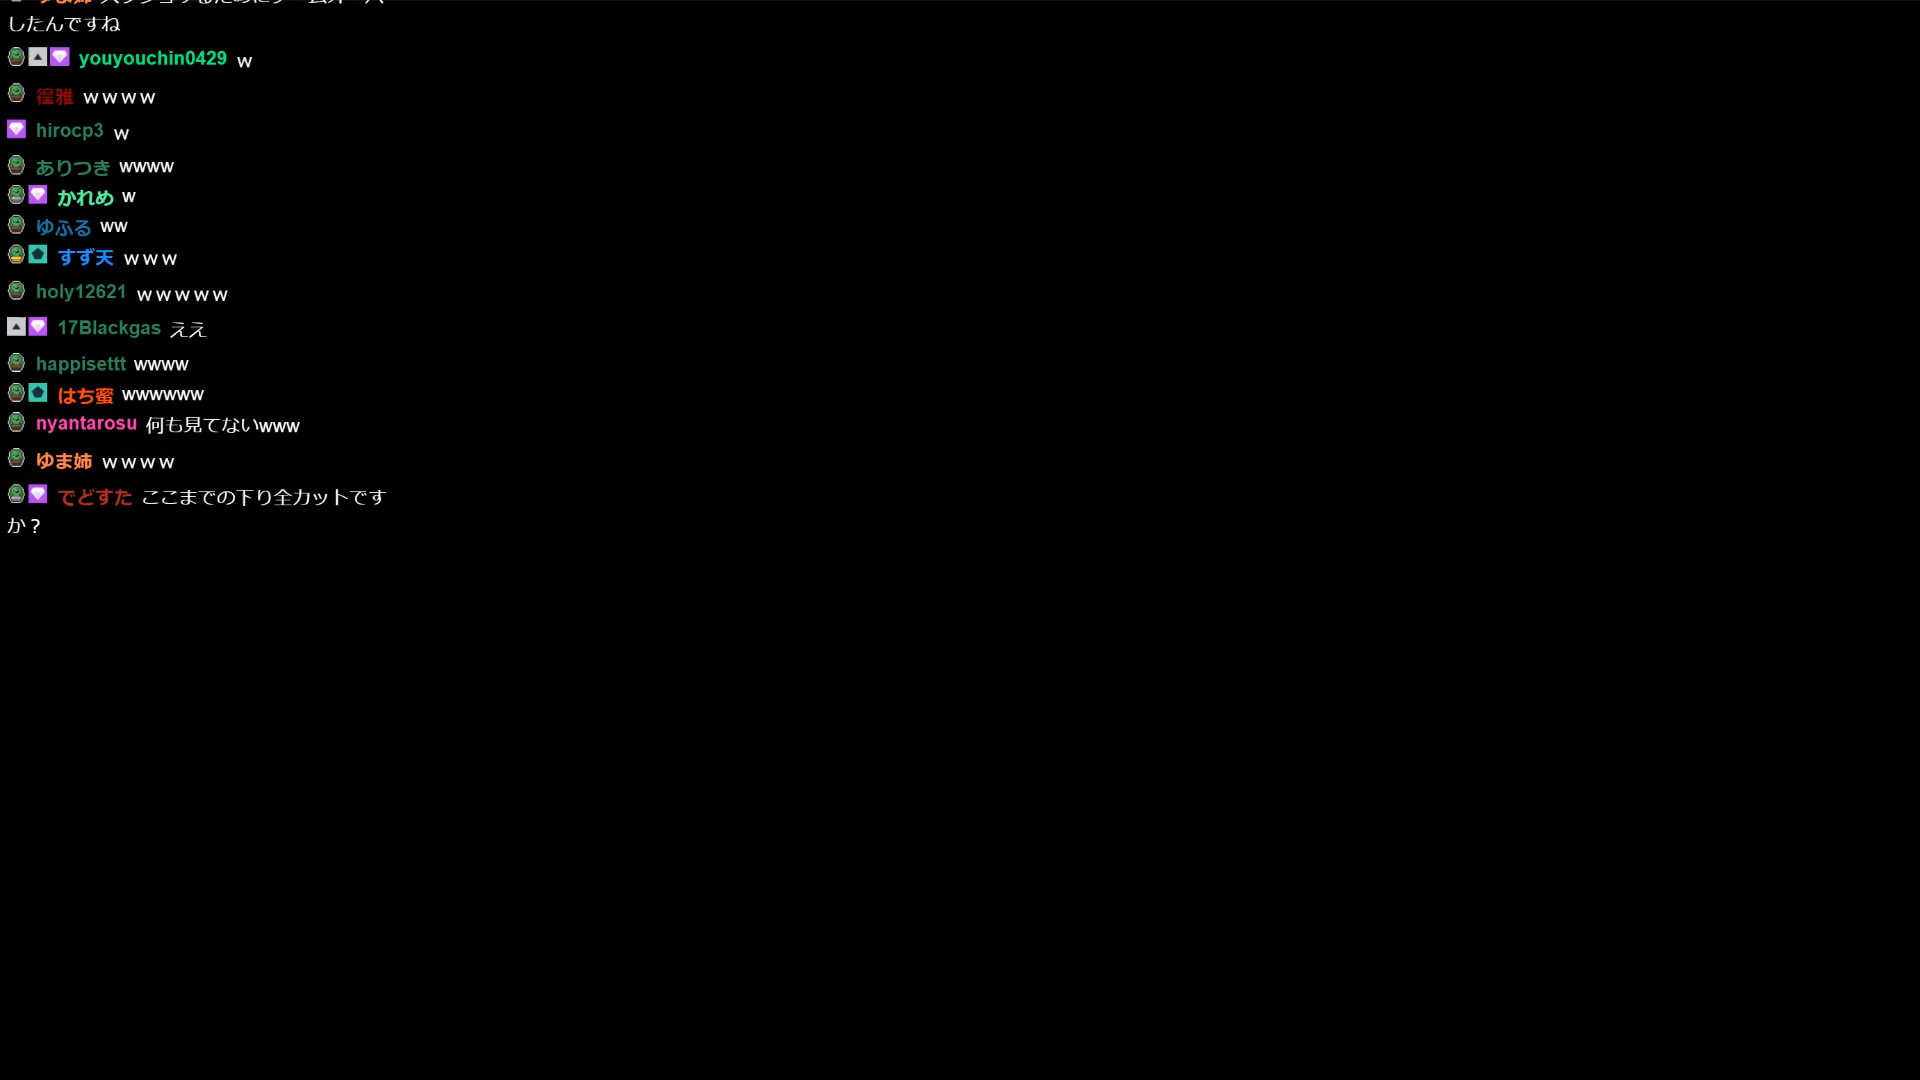 したんですね
youyouchin0429 ｗ
徨雅 ｗｗｗｗ
hirocp3 ｗ
ありつき wwww
かれめ w
ゆふる ww
すず天 ｗｗｗ
holy12621 ｗｗｗｗｗ
17Blackgas ええ
happisettt wwww
はち蜜 wwwwww
nyantarosu 何も見てないwww
ゆま姉 ｗｗｗｗ
でどすた ここまでの下り全カットです
か？